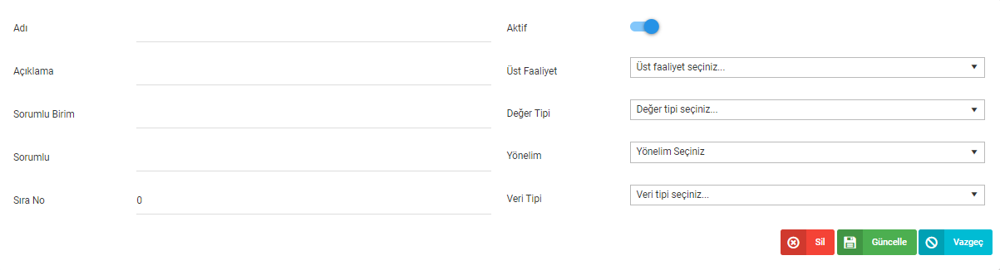 Adı
Açıklama
Sorumlu Birim
Sorumlu
Sıra No 0
Aktif
Üst Faaliyet Üst faaliyet seçiniz...
Değer Tipi Değer tipi seçiniz...
Yönelim Yönelim Seçiniz
Veri Tipi Veri tipi seçiniz...
Sil Güncelle Vazgeç